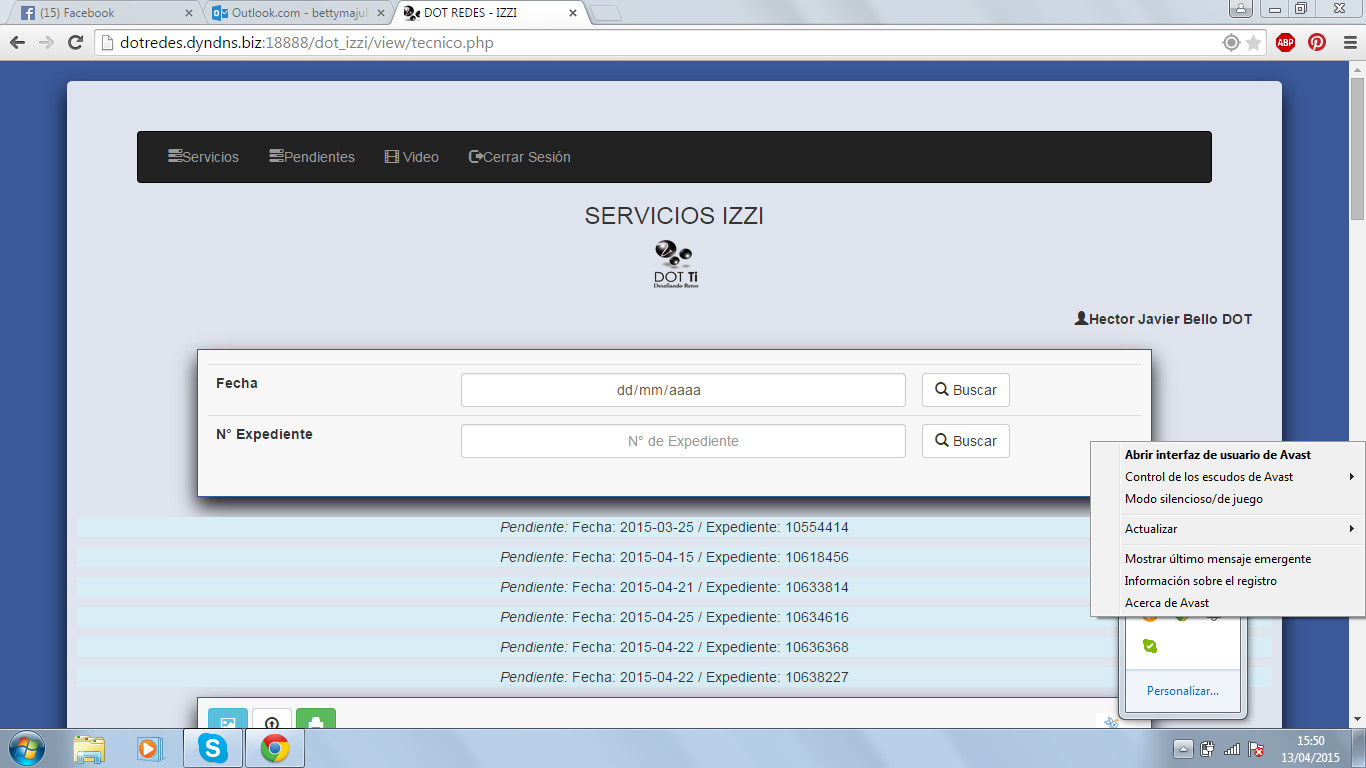 (15) Facebook
Outlook.com - bettymajul
DOT REDES - IZZI
dotredes.dyndns.biz:18888/dot_izzi/view/tecnico.php
ABP
Servicios
Pendientes
Video
Cerrar Sesión
SERVICIOS IZZI
DOT Ti
Desafiando Retos
Hector Javier Bello DOT
Fecha
dd/mm/aaaa
Buscar
N° Expediente
N° de Expediente
Buscar
Pendiente: Fecha: 2015-03-25 / Expediente: 10554414
Pendiente: Fecha: 2015-04-15 / Expediente: 10618456
Pendiente: Fecha: 2015-04-21 / Expediente: 10633814
Pendiente: Fecha: 2015-04-25 / Expediente: 10634616
Pendiente: Fecha: 2015-04-22 / Expediente: 10636368
Pendiente: Fecha: 2015-04-22 / Expediente: 10638227
Abrir interfaz de usuario de Avast
Control de los escudos de Avast
Modo silencioso/de juego
Actualizar
Mostrar último mensaje emergente
Información sobre el registro
Acerca de Avast
Personalizar...
15:50
13/04/2015